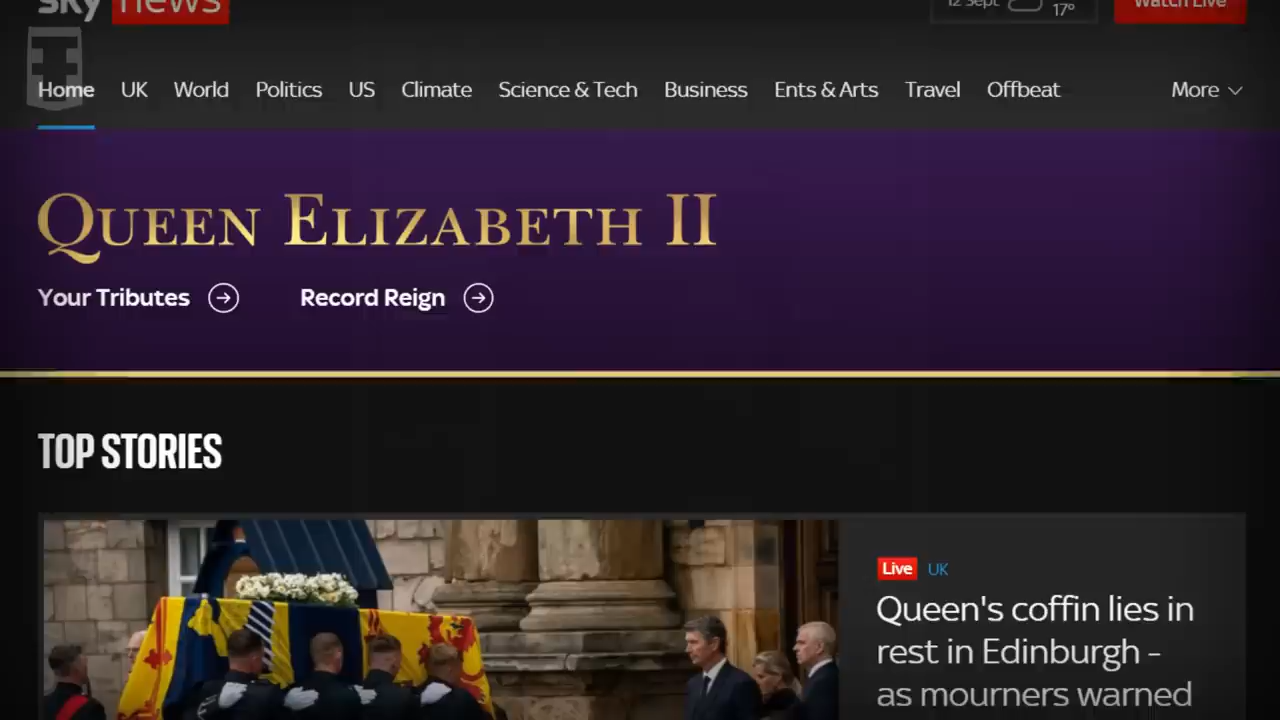 sky news
12 Sept
17°
Watch Live
Home UK World Politics US Climate Science & Tech Business Ents & Arts Travel Offbeat More
QUEEN ELIZABETH II
Your Tributes Record Reign
TOP STORIES
Live UK
Queen's coffin lies in
rest in Edinburgh -
as mourners warned